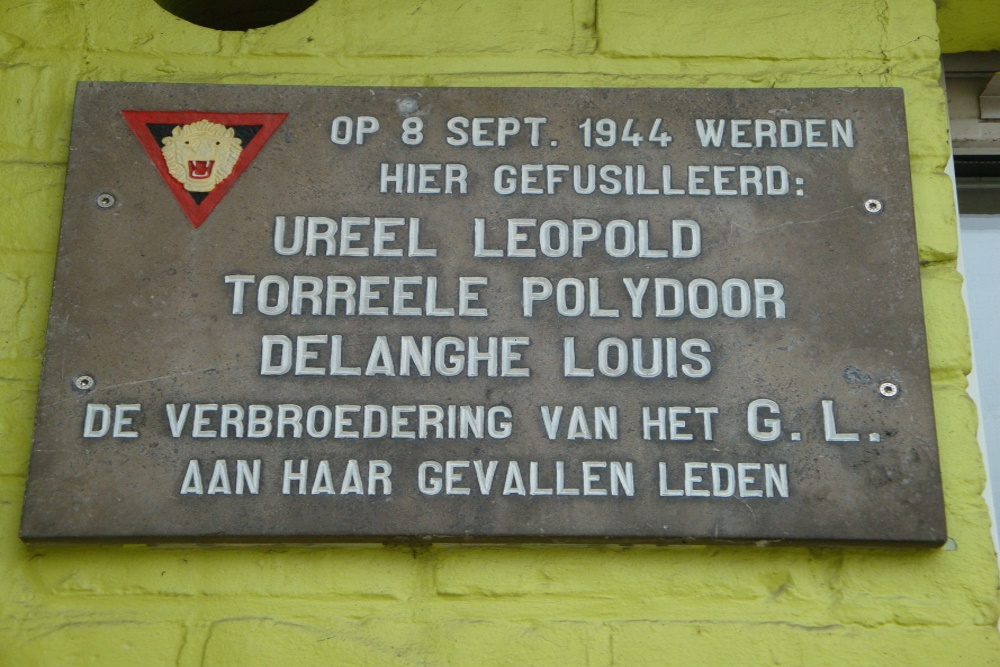 OP 8 SEPT. 1944 WERDEN
HIER GEFUSILLEERD:
UREEL LEOPOLD
TORREELE POLYDOOR
DELANGHE LOUIS
DE VERBROEDERING VAN HET G. L.
AAN HAAR GEVALLEN LEDEN